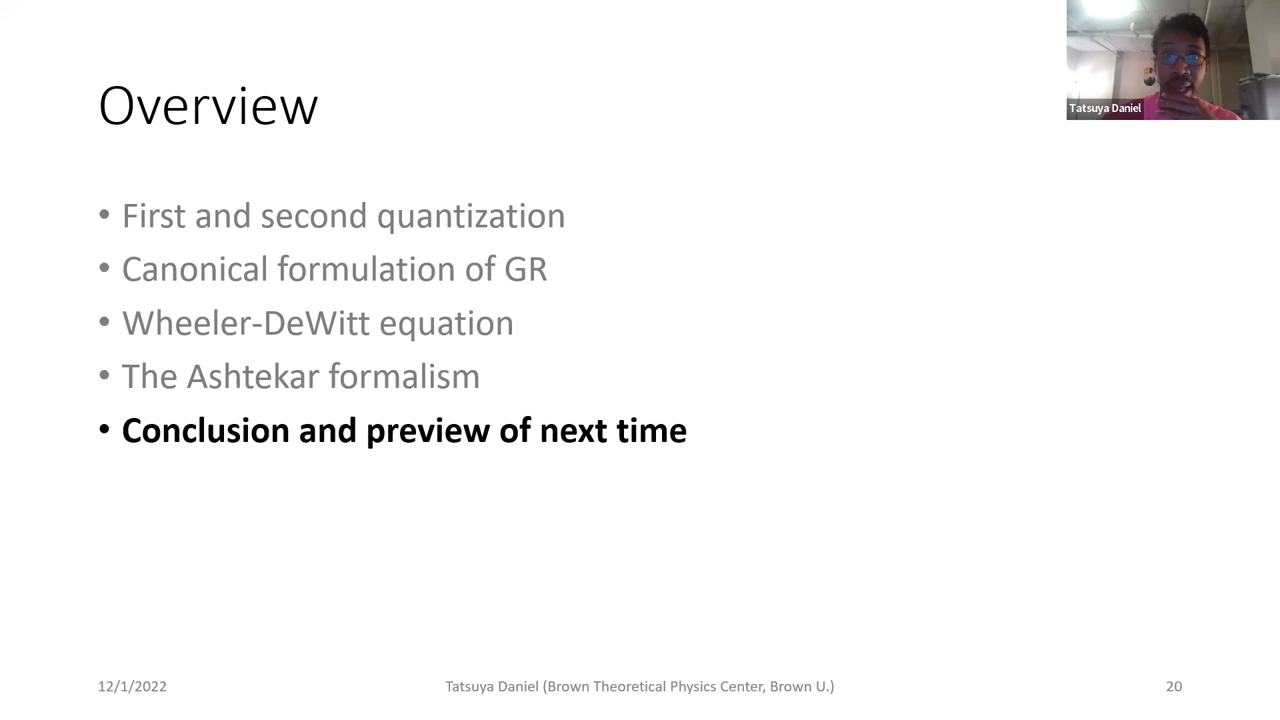 Overview
Tatsuya Daniel
• First and second quantization
• Canonical formulation of GR
• Wheeler-DeWitt equation
• The Ashtekar formalism
• Conclusion and preview of next time
12/1/2022
Tatsuya Daniel (Brown Theoretical Physics Center, Brown U.)
20